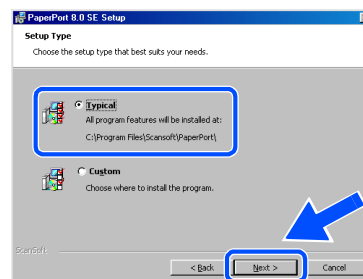 PaperPort 8.0 SE Setup
Setup Type
Choose the setup type that best suits your needs.
Typical
All program features will be installed at:
C:\Program Files\Scansoft\PaperPort\
Custom
Choose where to install the program.
ScanSoft
< Back Next > Cancel